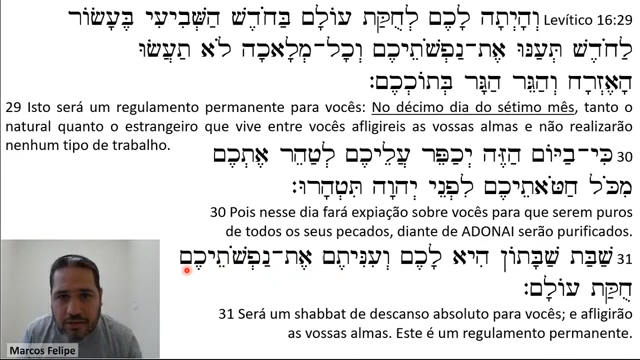 Levítico 16:29 וְהָיְתָה לָכֶם לְחֻקַּת עוֹלָם בַּחֹדֶשׁ הַשְּׁבִיעִי בֶּעָשׂוֹר
לַחֹדֶשׁ תְּעַנּוּ אֶת־נַפְשֹׁתֵיכֶם וְכָל־מְלָאכָה לֹא תַעֲשׂוּ
הָאֶזְרָח וְהַגֵּר הַגָּר בְּתוֹכְכֶם׃
29 Isto será um regulamento permanente para vocês: No décimo dia do sétimo mês, tanto o
natural quanto o estrangeiro que vive entre vocês afligireis as vossas almas e não realizarão
nenhum tipo de trabalho.
30 כִּי־בַיּוֹם הַזֶּה יְכַפֵּר עֲלֵיכֶם לְטַהֵר אֶתְכֶם
מִכֹּל חַטֹּאתֵיכֶם לִפְנֵי יְהוָה תִּטְהָרוּ׃
30 Pois nesse dia fará expiação sobre vocês para que serem puros
de todos os seus pecados, diante de ADONAI serão purificados.
31 שַׁבַּת שַׁבָּתוֹן הִיא לָכֶם וְעִנִּיתֶם אֶת־נַפְשֹׁתֵיכֶם
חֻקַּת עוֹלָם׃
31 Será um shabbat de descanso absoluto para vocês; e afligirão
as vossas almas. Este é um regulamento permanente.
Marcos Felipe